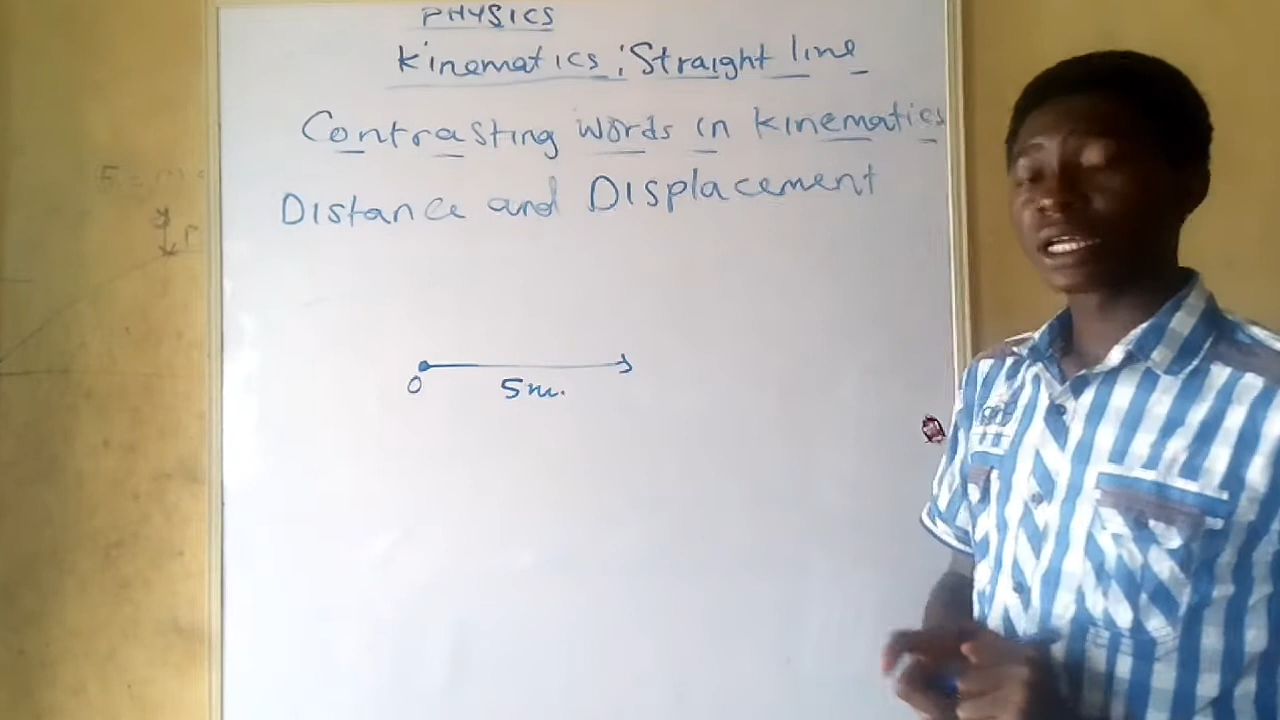 PHYSICS
Kinematics ; Straight line
Contrasting words in kinematics
Distance and Displacement
0
5m.